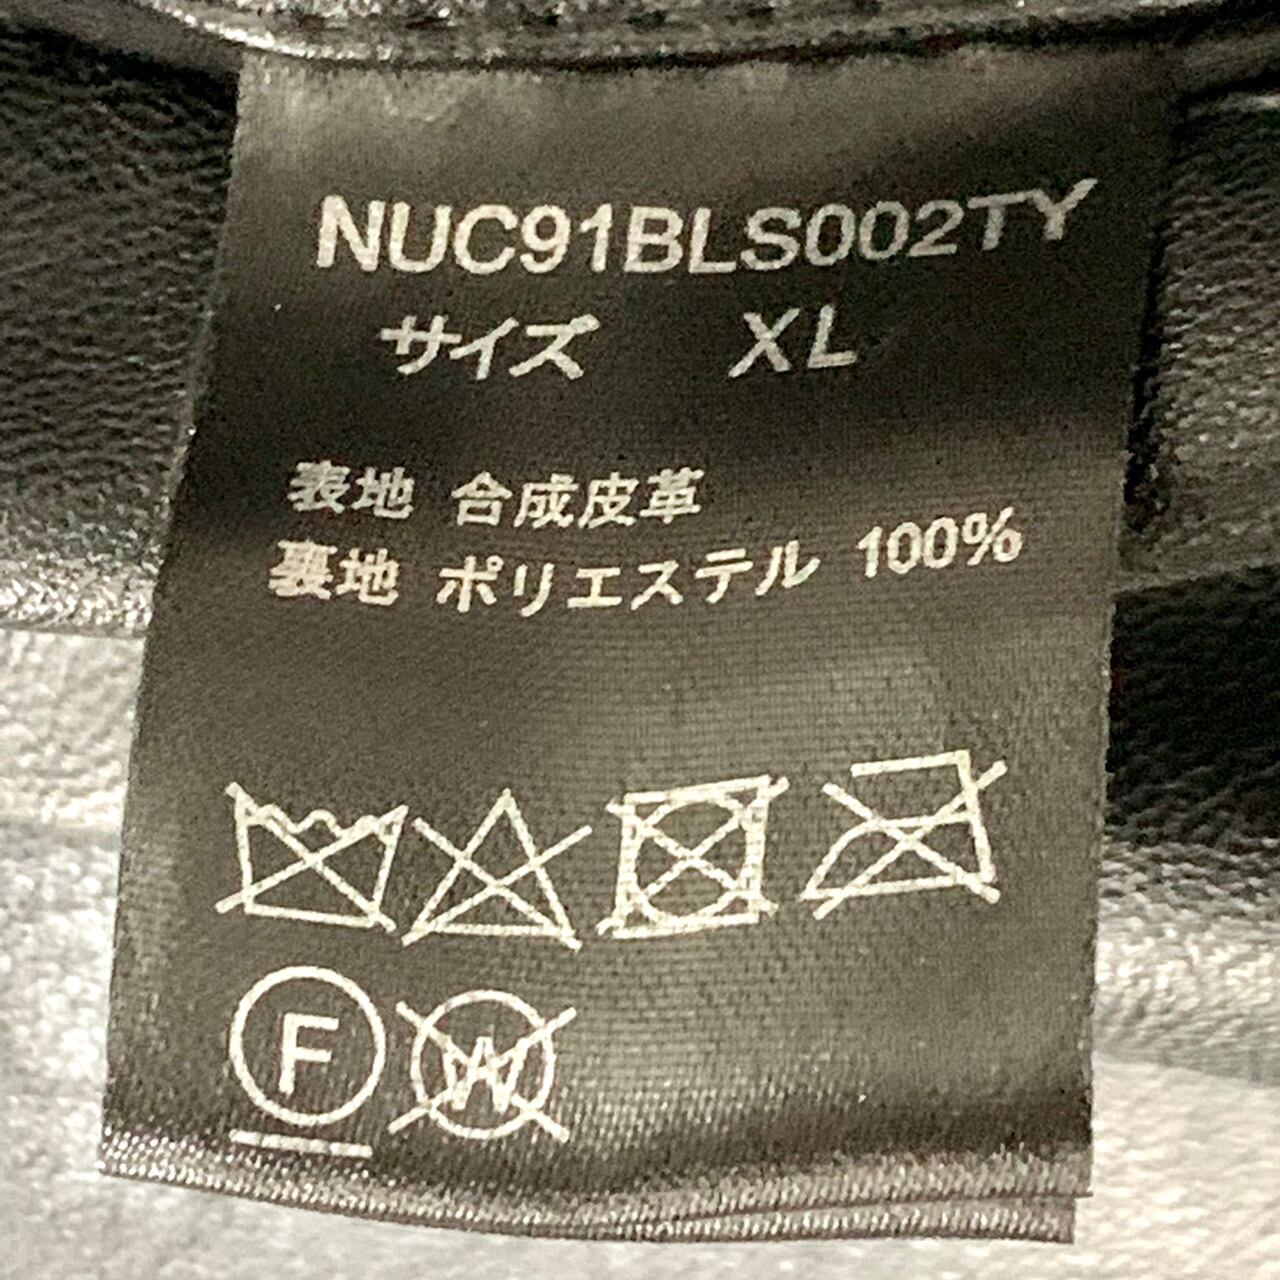 NUC91BLS002TY
サイズ XL
表地 合成皮革
裏地 ポリエステル 100%
F W